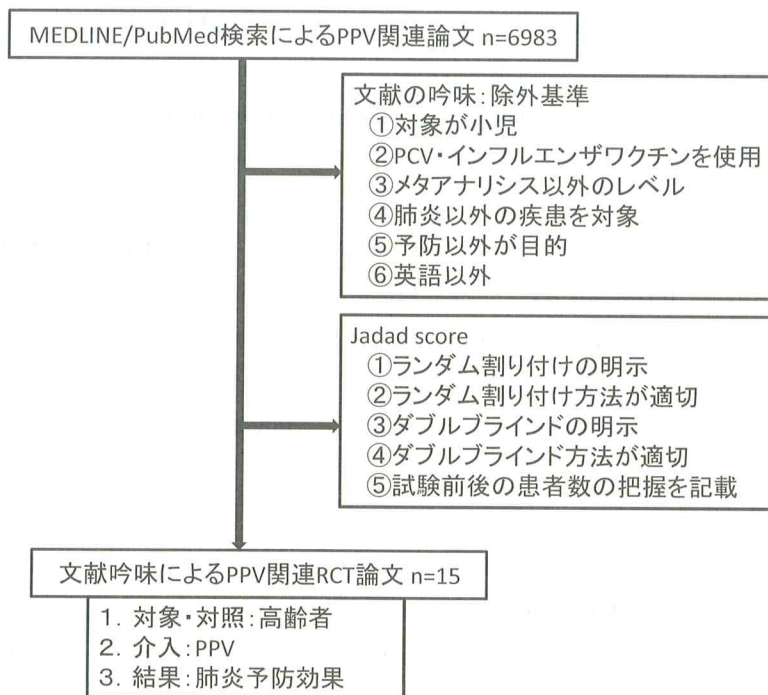 MEDLINE/PubMed検索によるPPV関連論文 n=6983
文献の吟味:除外基準
①対象が小児
②PCV・インフルエンザワクチンを使用
③メタアナリシス以外のレベル
④肺炎以外の疾患を対象
⑤予防以外が目的
⑥英語以外
Jadad score
①ランダム割り付けの明示
②ランダム割り付け方法が適切
③ダブルブラインドの明示
④ダブルブラインド方法が適切
⑤試験前後の患者数の把握を記載
文献吟味によるPPV関連RCT論文 n=15
1. 対象・対照:高齢者
2. 介入:PPV
3. 結果:肺炎予防効果